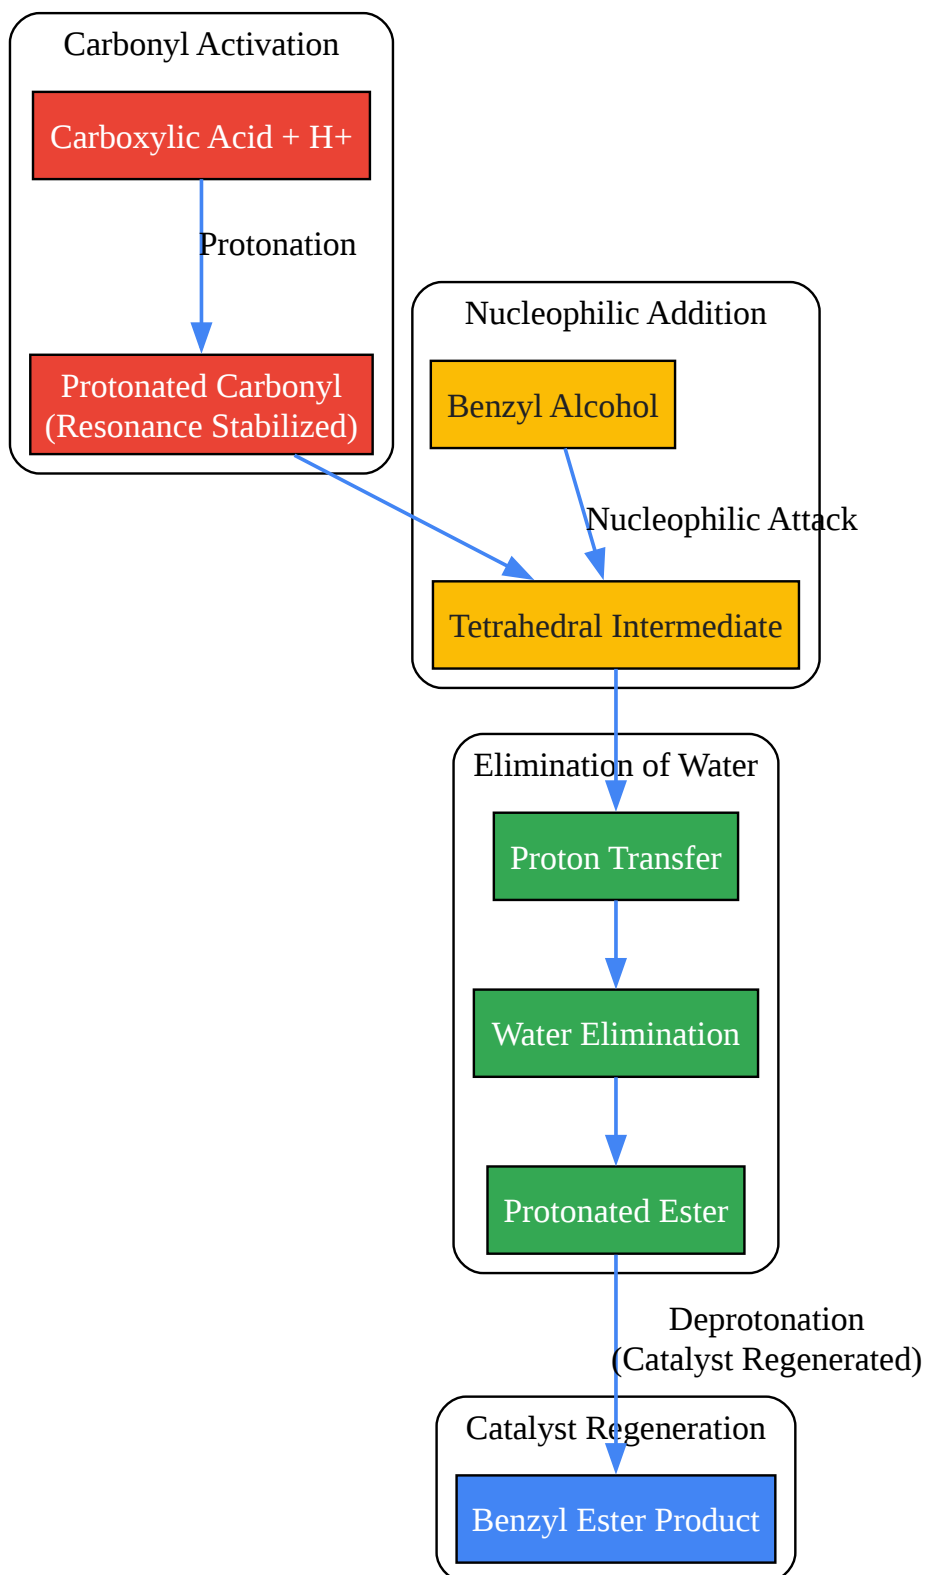 Carbonyl Activation
Carboxylic Acid + H+
Protonation
Protonated Carbonyl
(Resonance Stabilized)
Nucleophilic Addition
Benzyl Alcohol
Nucleophilic Attack
Tetrahedral Intermediate
Elimination of Water
Proton Transfer
Water Elimination
Protonated Ester
Deprotonation
(Catalyst Regenerated)
Catalyst Regeneration
Benzyl Ester Product